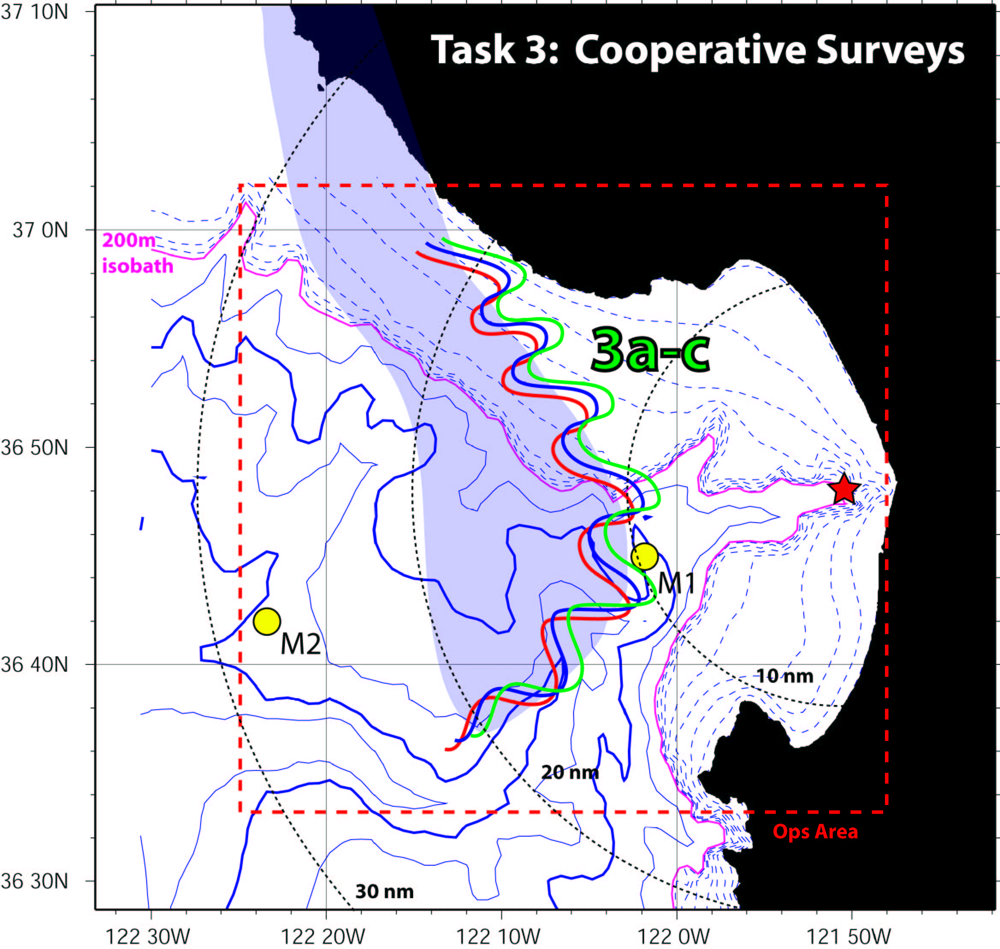 37 10N
Task 3: Cooperative Surveys
37 0N
200m
isobath
3a-c
36 50N
M1
M2
36 40N
10 nm
20 nm
Ops Area
36 30N
30 nm
122 30W
122 20W
122 10W
122 0W
121 50W